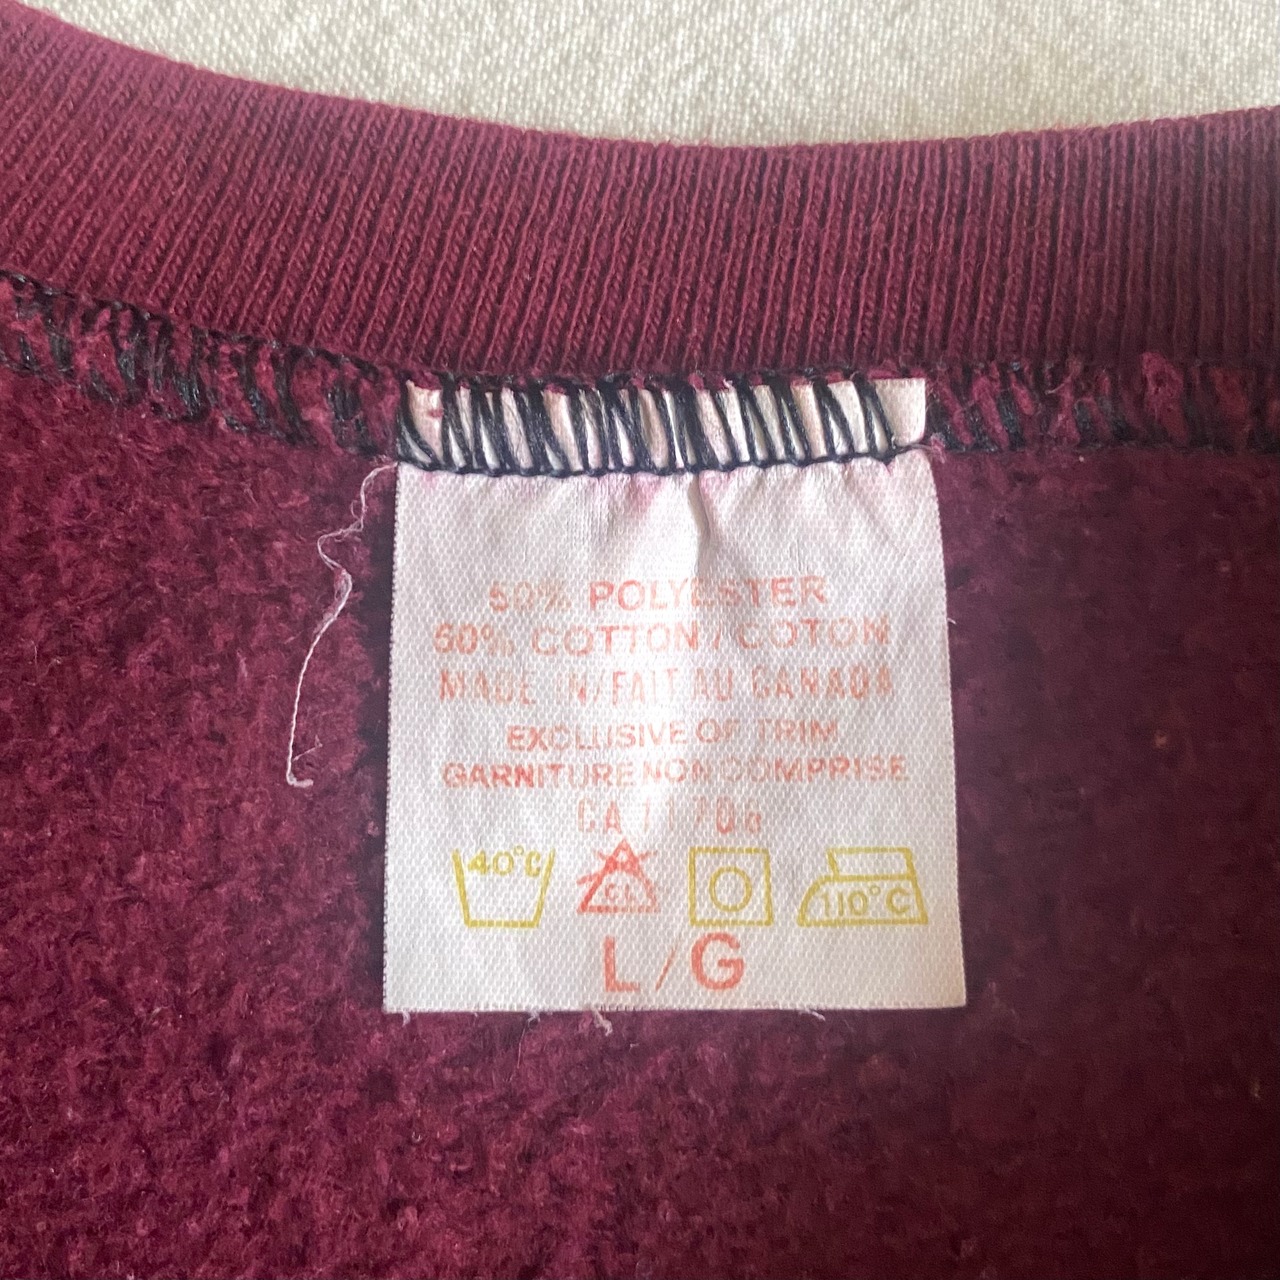 50% POLYESTER
50% COTTON / COTON
MADE IN/FAIT AU CANADA
EXCLUSIVE OF TRIM
GARNITURE NON COMPRISE
40°C CL 110°C
L/G